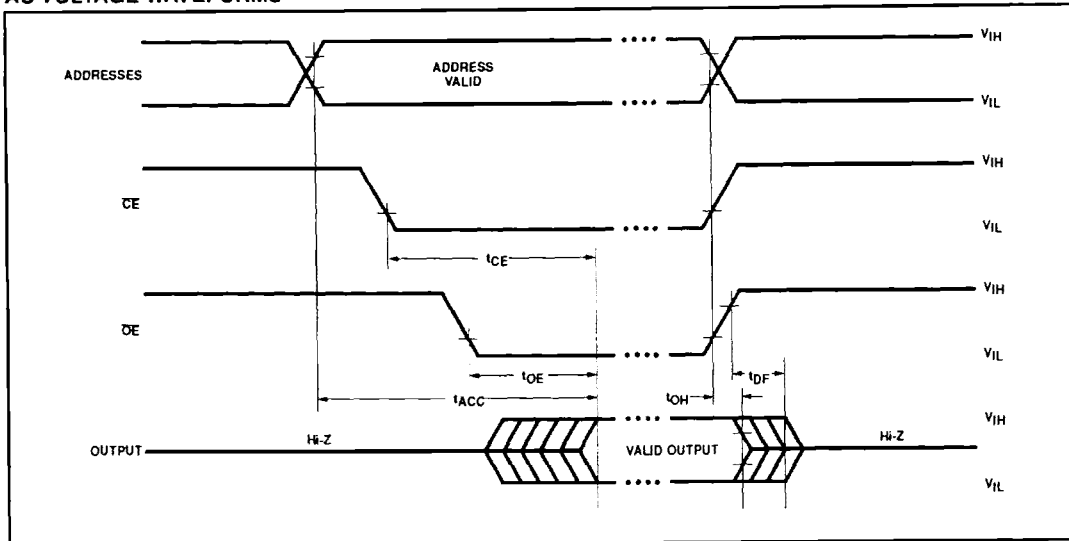 AC VOLTAGE WAVEFORMS
ADDRESSES
ADDRESS
VALID
VIH
VIL
CE
VIH
VIL
tCE
OE
VIH
VIL
tOE
tACC
tOH
tDF
OUTPUT
Hi-Z
VALID OUTPUT
Hi-Z
VIH
VIL